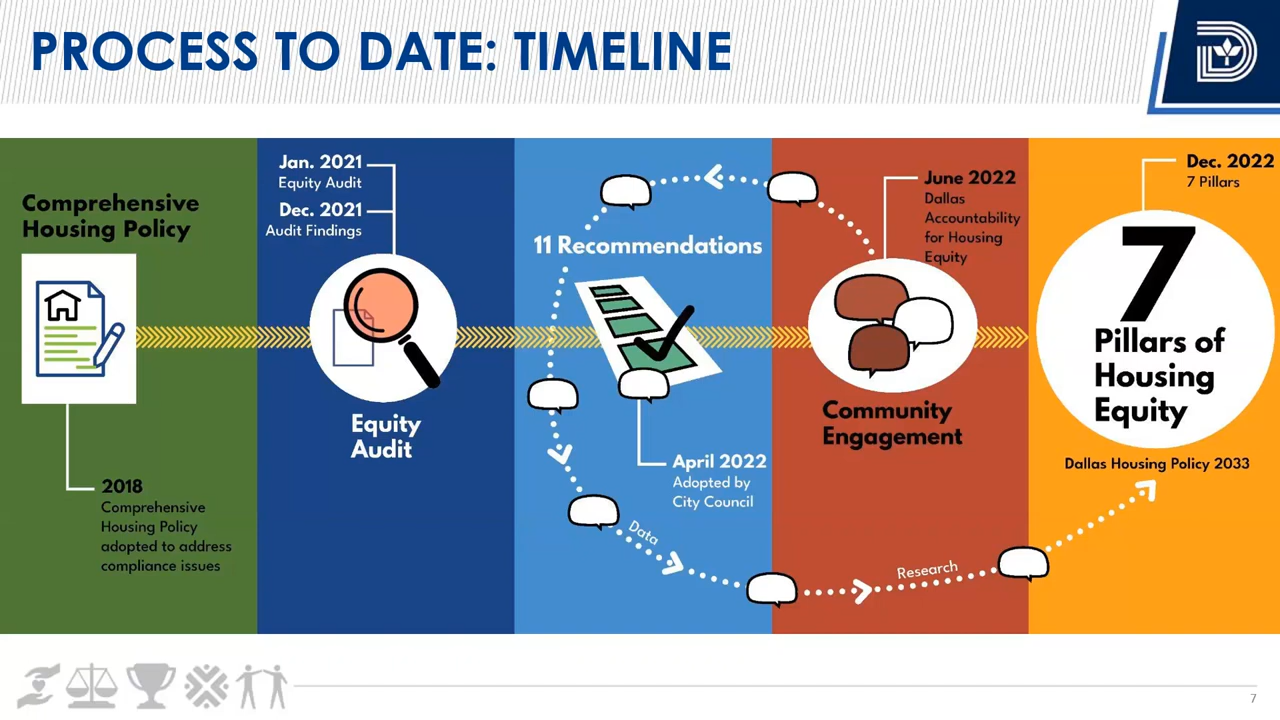 PROCESS TO DATE: TIMELINE
Comprehensive
Housing Policy
2018
Comprehensive
Housing Policy
adopted to address
compliance issues
Jan. 2021
Equity Audit
Dec. 2021
Audit Findings
Equity
Audit
11 Recommendations
April 2022
Adopted by
City Council
Data
June 2022
Dallas
Accountability
for Housing
Equity
Community
Engagement
Research
Dec. 2022
7 Pillars
7
Pillars of
Housing
Equity
Dallas Housing Policy 2033
7